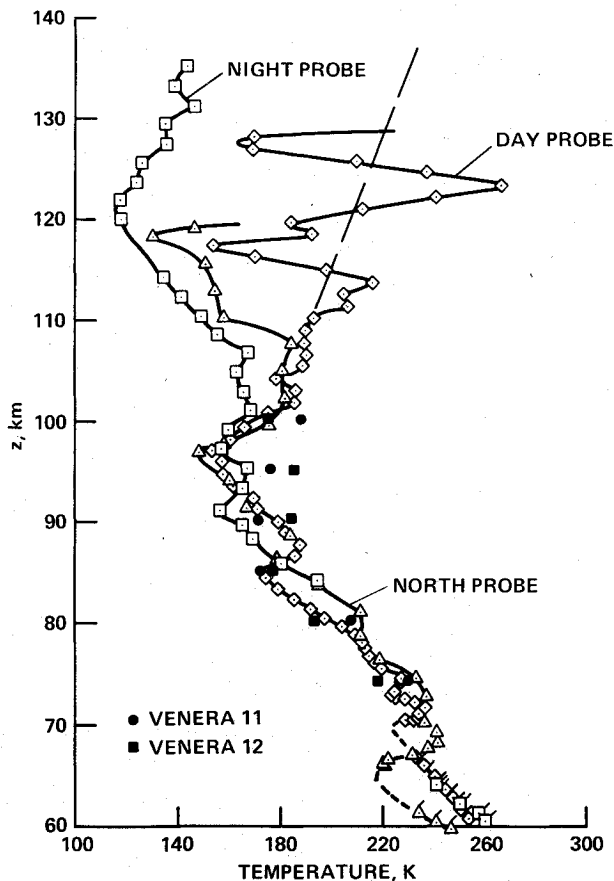 140
130
120
110
100
90
80
70
60
z, km
NIGHT PROBE
DAY PROBE
NORTH PROBE
● VENERA 11
■ VENERA 12
100 140 180 220 260 300
TEMPERATURE, K